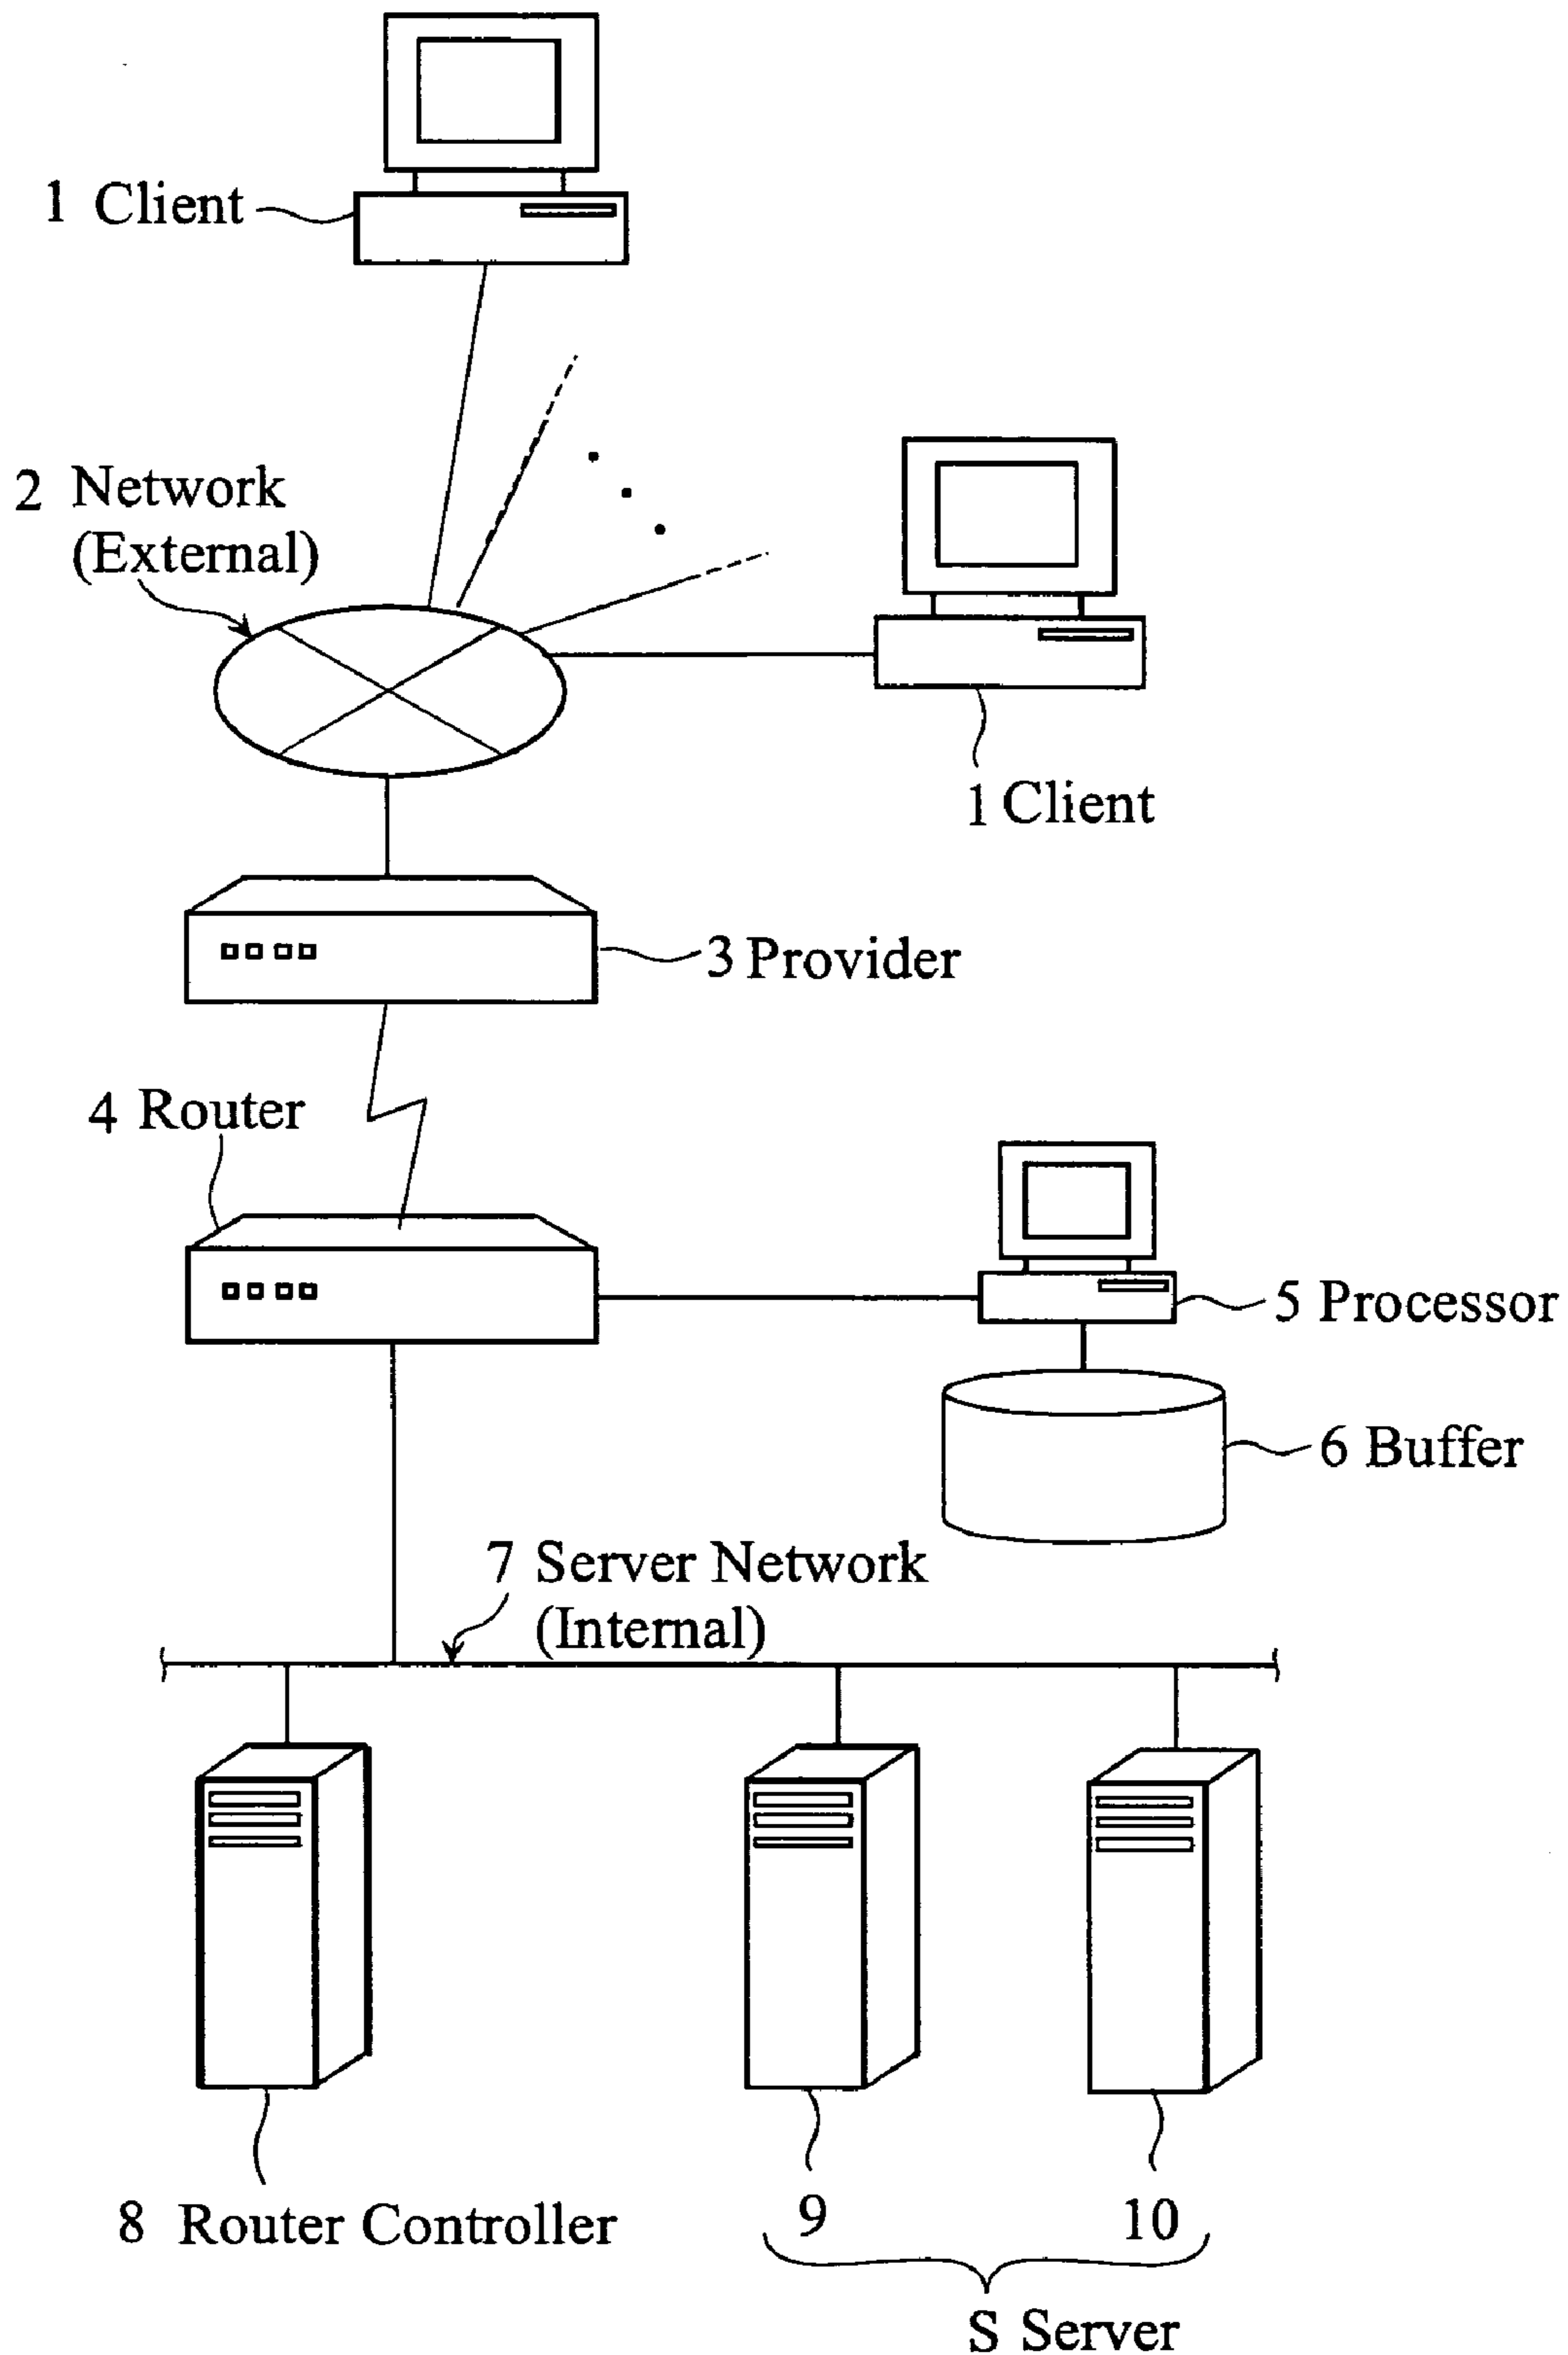 1 Client
2 Network
(External)
1 Client
3 Provider
4 Router
5 Processor
6 Buffer
7 Server Network
(Internal)
8 Router Controller
9
10
S Server